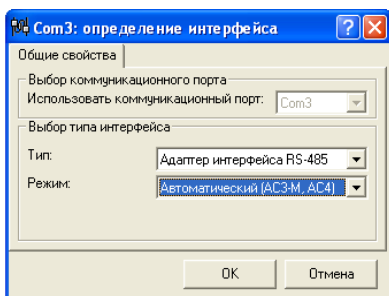 Com3: определение интерфейса
Общие свойства
Выбор коммуникационного порта
Использовать коммуникационный порт: Com3
Выбор типа интерфейса
Тип: Адаптер интерфейса RS-485
Режим: Автоматический (АС3-М, АС4)
OK Отмена